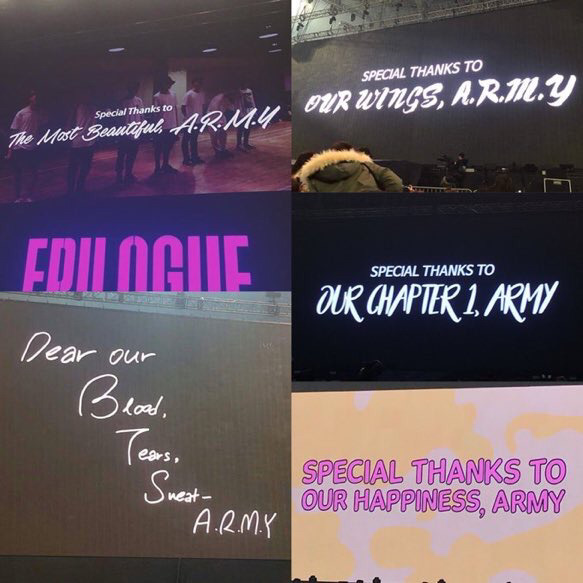 Special Thanks to
The Most Beautiful, A.R.M.Y
EPILOGUE
Dear our
Blood,
Tears,
Sweat-
A.R.M.Y
SPECIAL THANKS TO
OUR WINGS, A.R.M.Y
SPECIAL THANKS TO
OUR CHAPTER 1, ARMY
SPECIAL THANKS TO
OUR HAPPINESS, ARMY